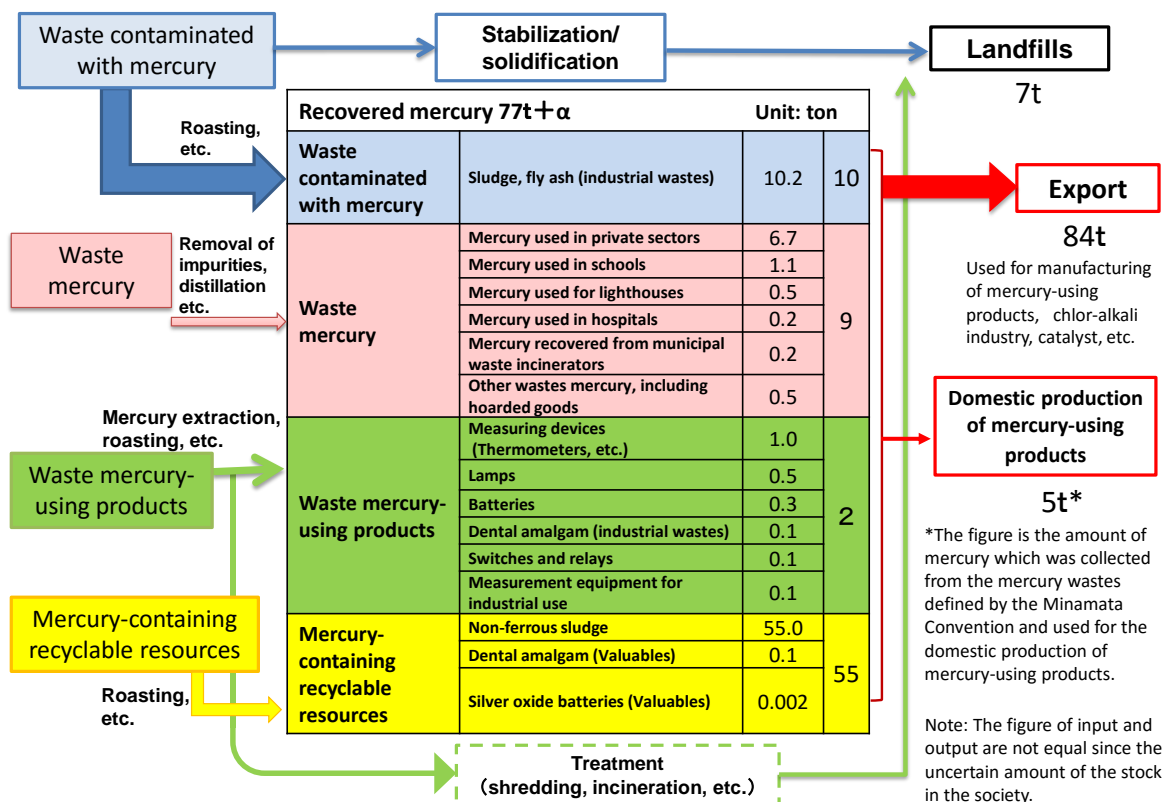 Waste contaminated
with mercury
Stabilization/
solidification
Landfills
7t
Roasting,
etc.
Recovered mercury 77t＋α Unit: ton
Waste
contaminated
with mercury
Sludge, fly ash (industrial wastes) 10.2 10
Export
84t
Used for manufacturing
of mercury-using
products, chlor-alkali
industry, catalyst, etc.
Waste
mercury
Removal of
impurities,
distillation
etc.
Waste
mercury
Mercury used in private sectors 6.7
Mercury used in schools 1.1
Mercury used for lighthouses 0.5
Mercury used in hospitals 0.2
Mercury recovered from municipal
waste incinerators 0.2
Other wastes mercury, including
hoarded goods 0.5
9
Domestic production
of mercury-using
products
5t*
*The figure is the amount of
mercury which was collected
from the mercury wastes
defined by the Minamata
Convention and used for the
domestic production of
mercury-using products.
Note: The figure of input and
output are not equal since the
uncertain amount of the stock
in the society.
Mercury extraction,
roasting, etc.
Waste mercury-
using products
Waste mercury-
using products
Measuring devices
(Thermometers, etc.) 1.0
Lamps 0.5
Batteries 0.3
Dental amalgam (industrial wastes) 0.1
Switches and relays 0.1
Measurement equipment for
industrial use 0.1
2
Mercury-containing
recyclable resources
Roasting,
etc.
Mercury-
containing
recyclable
resources
Non-ferrous sludge 55.0
Dental amalgam (Valuables) 0.1
Silver oxide batteries (Valuables) 0.002
55
Treatment
（shredding, incineration, etc.）